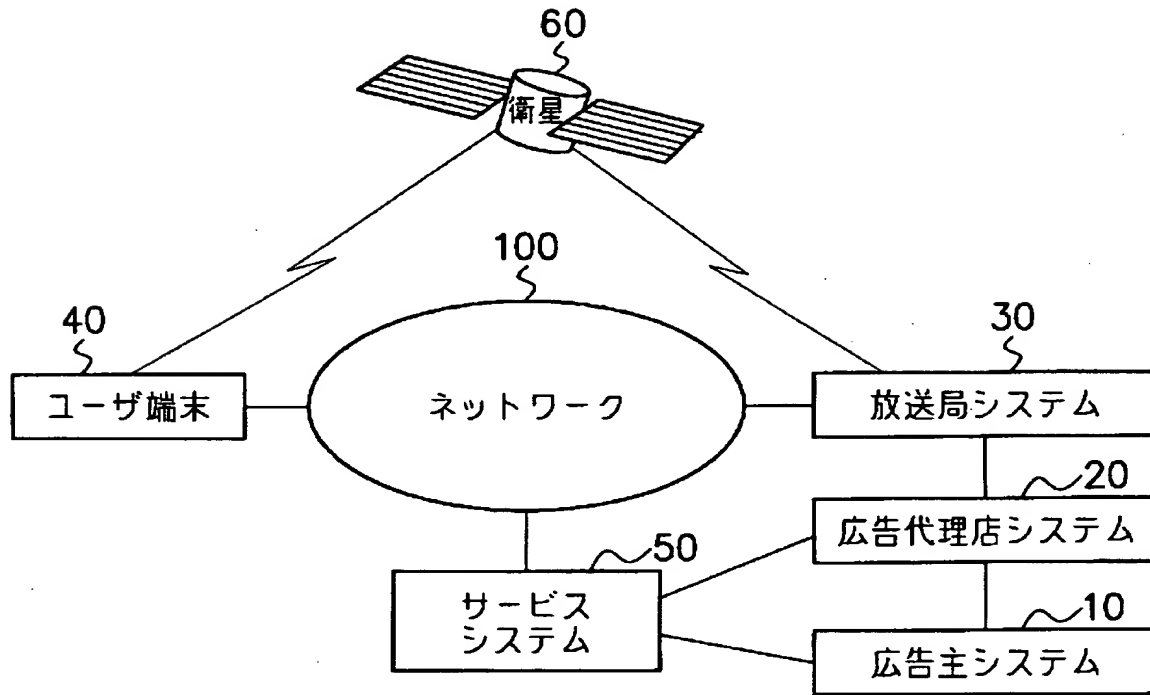 60
衛星
100
40
30
ユーザ端末
ネットワーク
放送局システム
20
広告代理店システム
50
サービス
システム
10
広告主システム